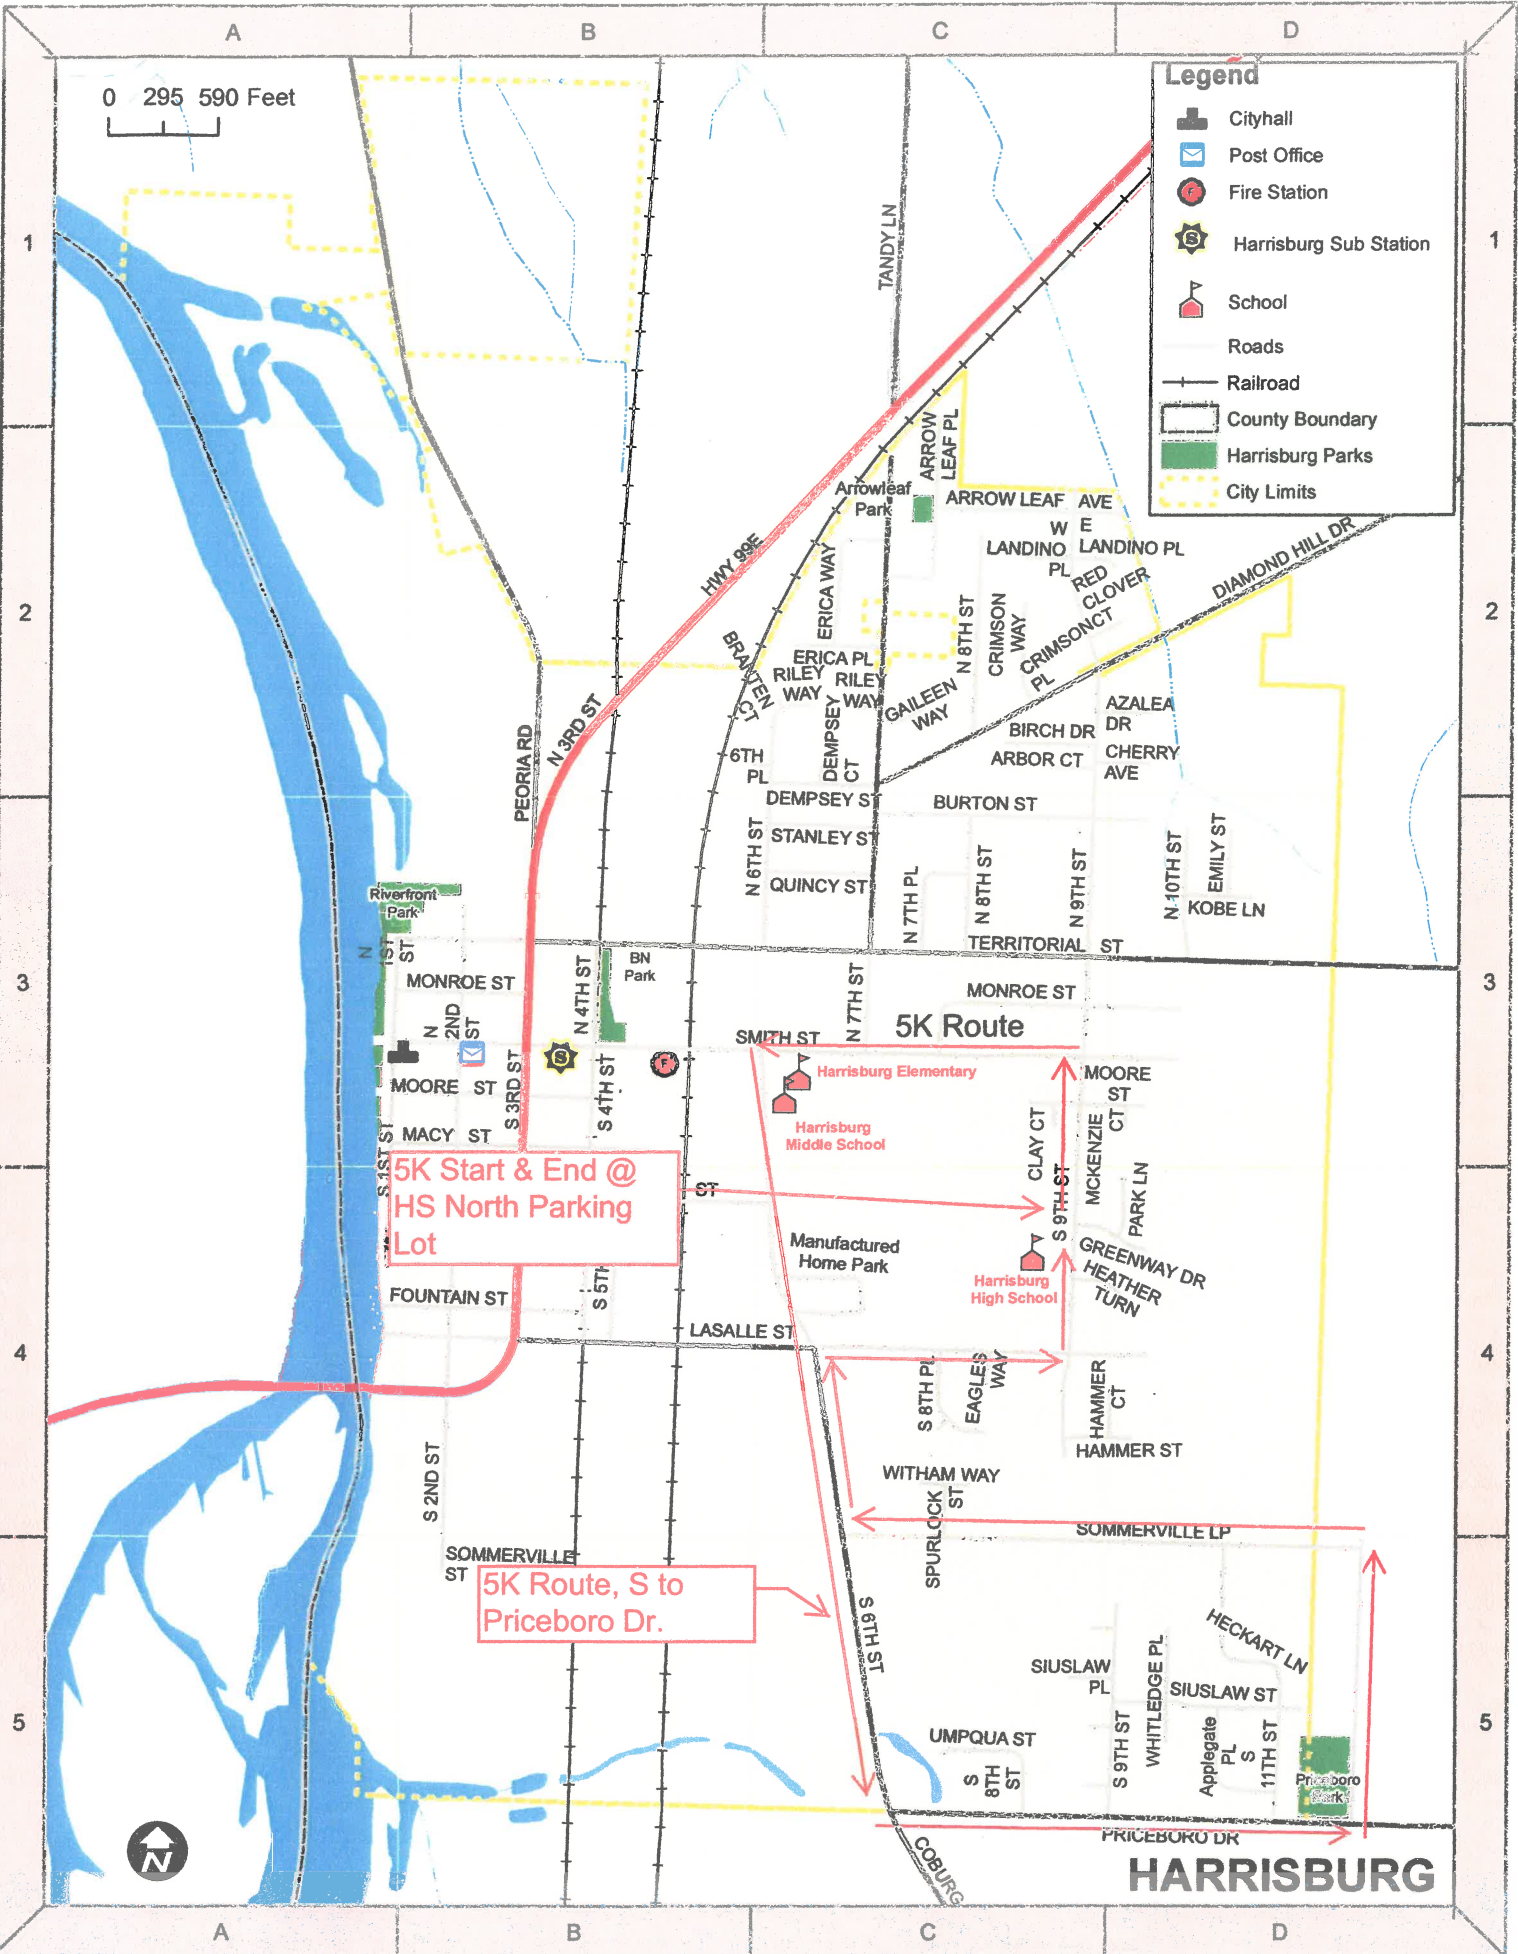 A
B
C
D
Legend
0 295 590 Feet
Cityhall
Post Office
Fire Station
S
Harrisburg Sub Station
School
Roads
Railroad
County Boundary
Harrisburg Parks
City Limits
1
1
TANDY LN
ARROW
LEAF PL
Arrowleaf
Park
ARROW LEAF AVE
W
LANDINO
PL
E
LANDINO PL
RED
CLOVER
DIAMOND HILL DR
HWY 99E
ERICA WAY
2
2
N 8TH ST
CRIMSON
WAY
CRIMSONCT
PL
BRAYTEN
CT
ERICA PL
RILEY
WAY
RILEY
WAY
GAILEEN
WAY
DEMPSEY
CT
AZALEA
DR
BIRCH DR
ARBOR CT
CHERRY
AVE
PEORIA RD
N 3RD ST
6TH
PL
DEMPSEY ST
BURTON ST
STANLEY ST
QUINCY ST
N 6TH ST
N 7TH PL
N 8TH ST
N 9TH ST
N 10TH ST
EMILY ST
KOBE LN
Riverfront
Park
N
1ST
ST
TERRITORIAL ST
BN
Park
3
3
MONROE ST
N 4TH ST
N 7TH ST
MONROE ST
N
2ND
ST
SMITH ST
5K Route
S
F
Harrisburg Elementary
MOORE ST
S 3RD ST
S 4TH ST
MOORE
ST
Harrisburg
Middle School
MACY ST
CLAY CT
MCKENZIE
CT
S 1ST ST
5K Start & End @
HS North Parking
Lot
ST
S 9TH ST
PARK LN
Manufactured
Home Park
GREENWAY DR
HEATHER
TURN
Harrisburg
High School
FOUNTAIN ST
S 5TH
LASALLE ST
4
4
S 8TH PL
EAGLES
WAY
HAMMER
CT
HAMMER ST
S 2ND ST
WITHAM WAY
SPURLOCK
ST
SOMMERVILLE LP
SOMMERVILLE
ST
5K Route, S to
Priceboro Dr.
S 6TH ST
HECKART LN
SIUSLAW
PL
WHITLEDGE PL
SIUSLAW ST
5
5
UMPQUA ST
S
8TH
ST
S 9TH ST
Applegate
PL
S
11TH ST
Priceboro
Park
PRICEBORO DR
COBURG
N
HARRISBURG
A
B
C
D